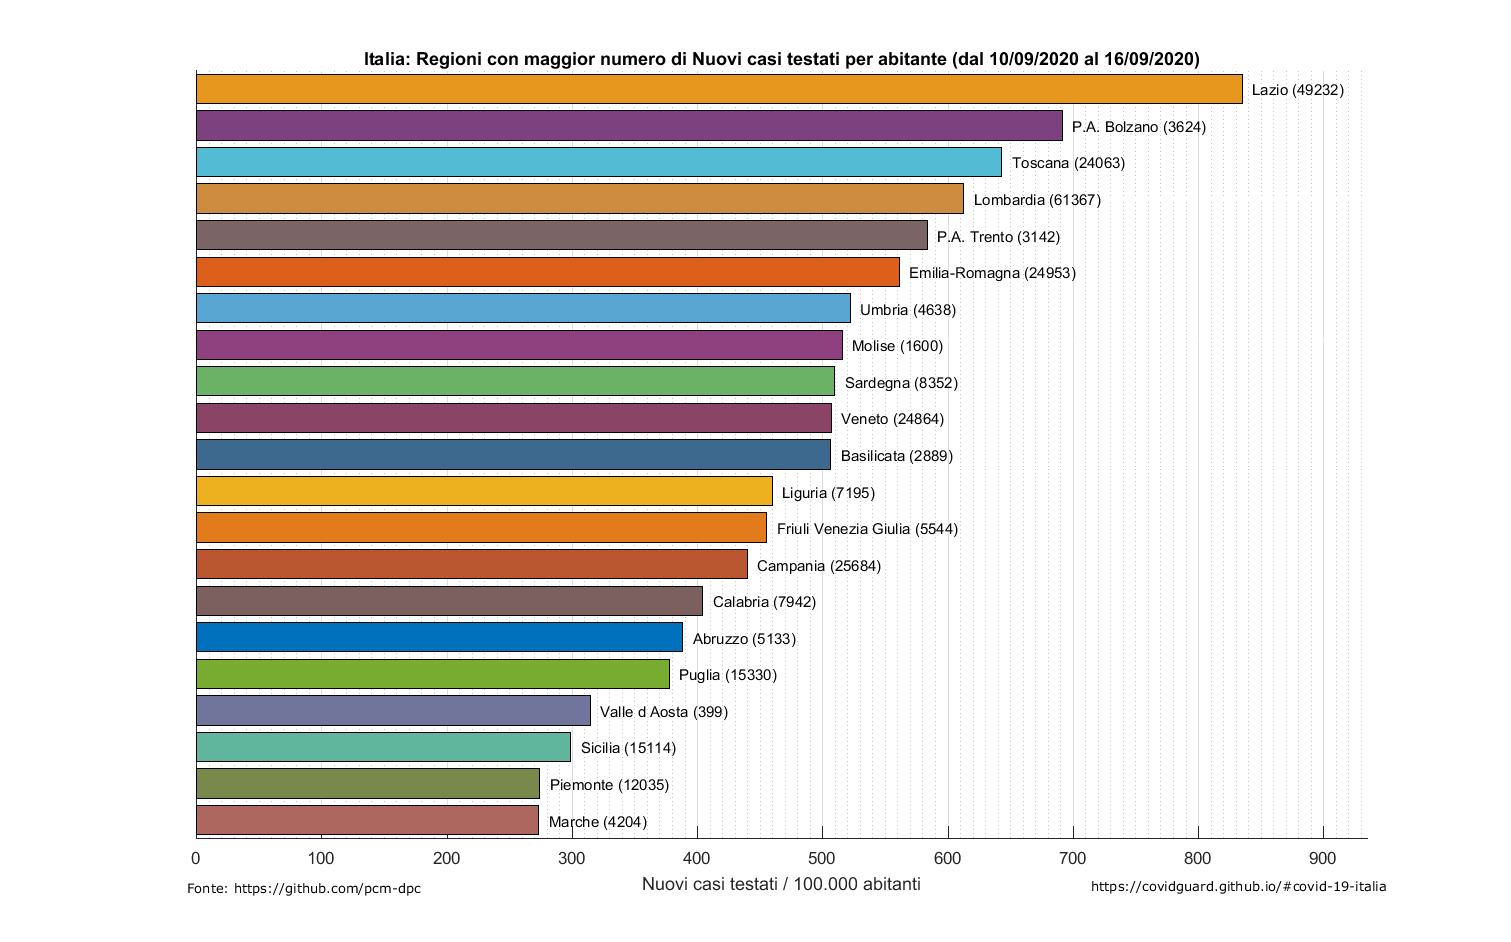 Italia: Regioni con maggior numero di Nuovi casi testati per abitante (dal 10/09/2020 al 16/09/2020)
Lazio (49232)
P.A. Bolzano (3624)
Toscana (24063)
Lombardia (61367)
P.A. Trento (3142)
Emilia-Romagna (24953)
Umbria (4638)
Molise (1600)
Sardegna (8352)
Veneto (24864)
Basilicata (2889)
Liguria (7195)
Friuli Venezia Giulia (5544)
Campania (25684)
Calabria (7942)
Abruzzo (5133)
Puglia (15330)
Valle d Aosta (399)
Sicilia (15114)
Piemonte (12035)
Marche (4204)
0 100 200 300 400 500 600 700 800 900
Nuovi casi testati / 100.000 abitanti
Fonte: https://github.com/pcm-dpc
https://covidguard.github.io/#covid-19-italia